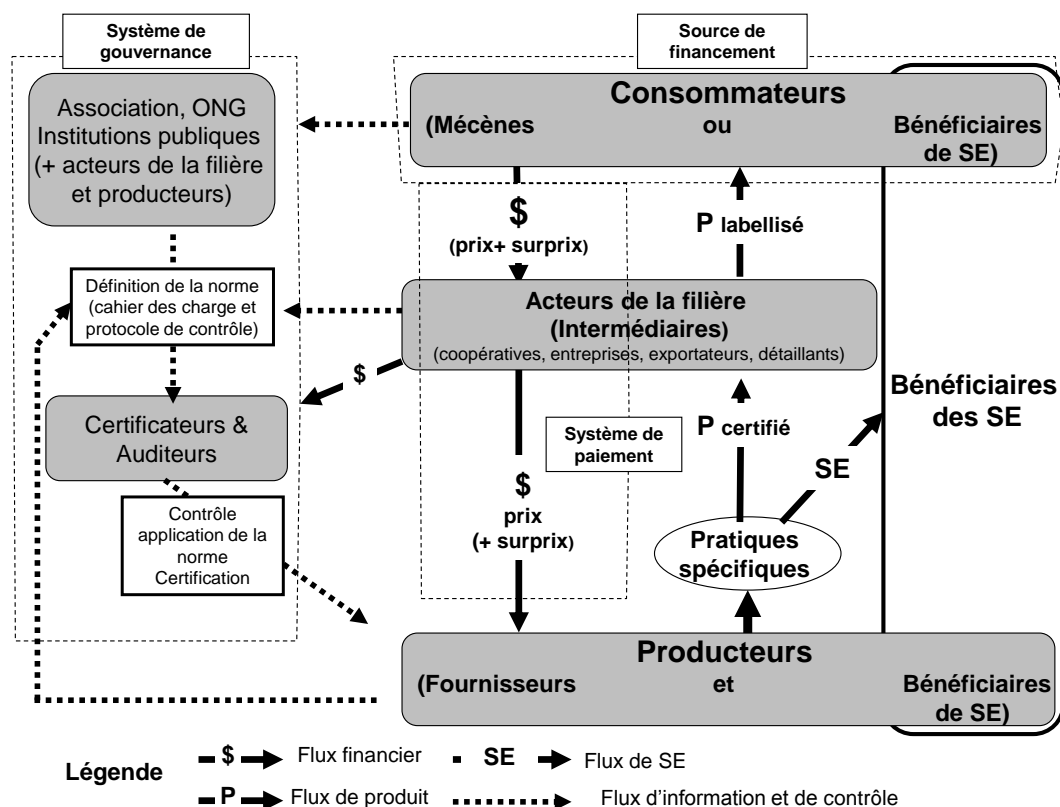 Système de
gouvernance
Source de
financement
Association, ONG
Institutions publiques
(+ acteurs de la filière
et producteurs)
Consommateurs
(Mécènes ou Bénéficiaires
de SE)
$
(prix+ surprix)
P labellisé
Définition de la norme
(cahier des charge et
protocole de contrôle)
Acteurs de la filière
(Intermédiaires)
(coopératives, entreprises, exportateurs, détaillants)
$
Certificateurs &
Auditeurs
Système de
paiement
P certifié
Bénéficiaires
des SE
SE
$
prix
(+ surprix)
Contrôle
application de la
norme
Certification
Pratiques
spécifiques
Producteurs
(Fournisseurs et Bénéficiaires
de SE)
Légende
$ Flux financier
SE Flux de SE
P Flux de produit
Flux d'information et de contrôle